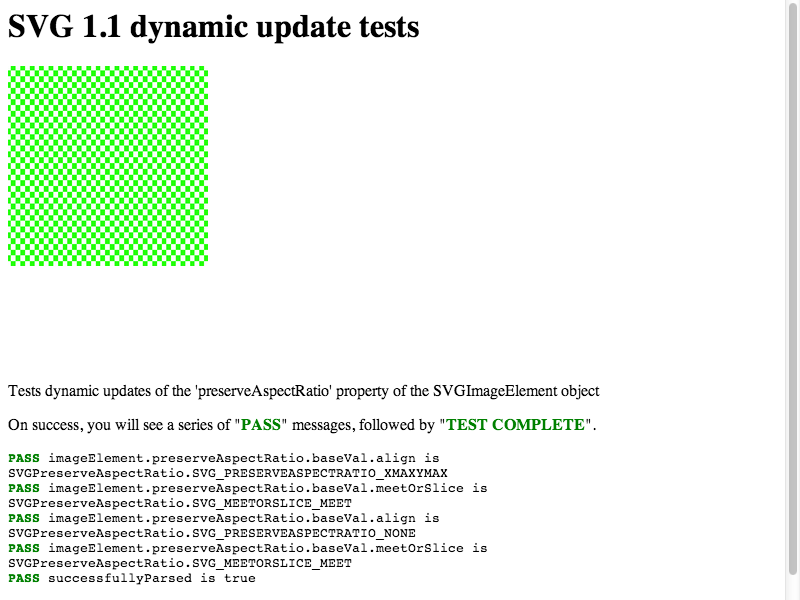 SVG 1.1 dynamic update tests
Tests dynamic updates of the 'preserveAspectRatio' property of the SVGImageElement object
On success, you will see a series of "PASS" messages, followed by "TEST COMPLETE".
PASS imageElement.preserveAspectRatio.baseVal.align is
SVGPreserveAspectRatio.SVG_PRESERVEASPECTRATIO_XMAXYMAX
PASS imageElement.preserveAspectRatio.baseVal.meetOrSlice is
SVGPreserveAspectRatio.SVG_MEETORSLICE_MEET
PASS imageElement.preserveAspectRatio.baseVal.align is
SVGPreserveAspectRatio.SVG_PRESERVEASPECTRATIO_NONE
PASS imageElement.preserveAspectRatio.baseVal.meetOrSlice is
SVGPreserveAspectRatio.SVG_MEETORSLICE_MEET
PASS successfullyParsed is true